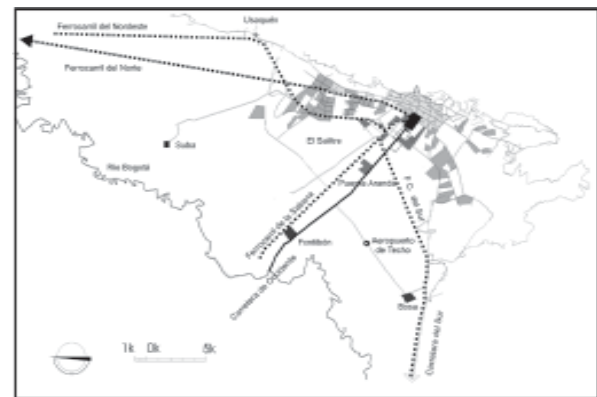 Usaquén
Ferrocarril del Nordeste
Ferrocarril del Norte
El Salitre
Suba
Río Bogotá
Puente Aranda
F.C. del Sur
Ferrocarril de la Sabana
Fontibón
Aeropuerto
de Techo
Carretera de Occidente
Bosa
Carretera del Sur
1k 0k 5k